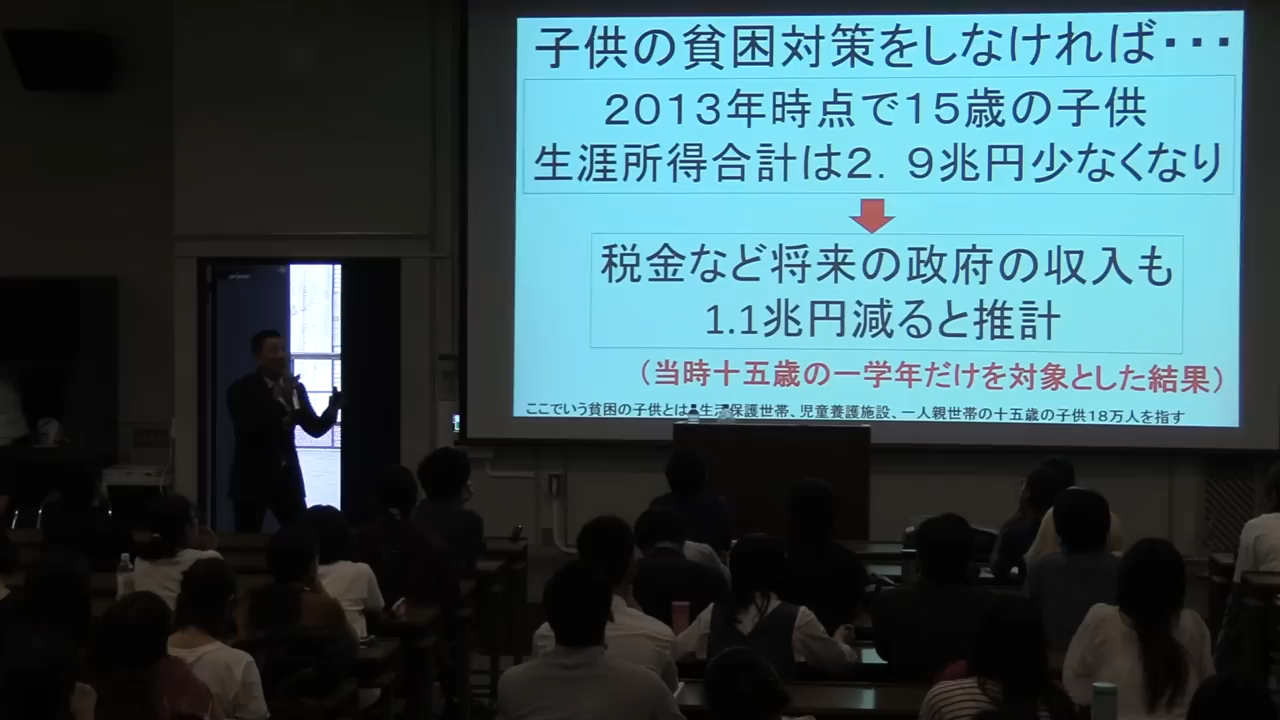 子供の貧困対策をしなければ・・・
2013年時点で15歳の子供
生涯所得合計は2．9兆円少なくなり
税金など将来の政府の収入も
1.1兆円減ると推計
（当時十五歳の一学年だけを対象とした結果）
ここでいう貧困の子供とは、生活保護世帯、児童養護施設、一人親世帯の十五歳の子供18万人を指す